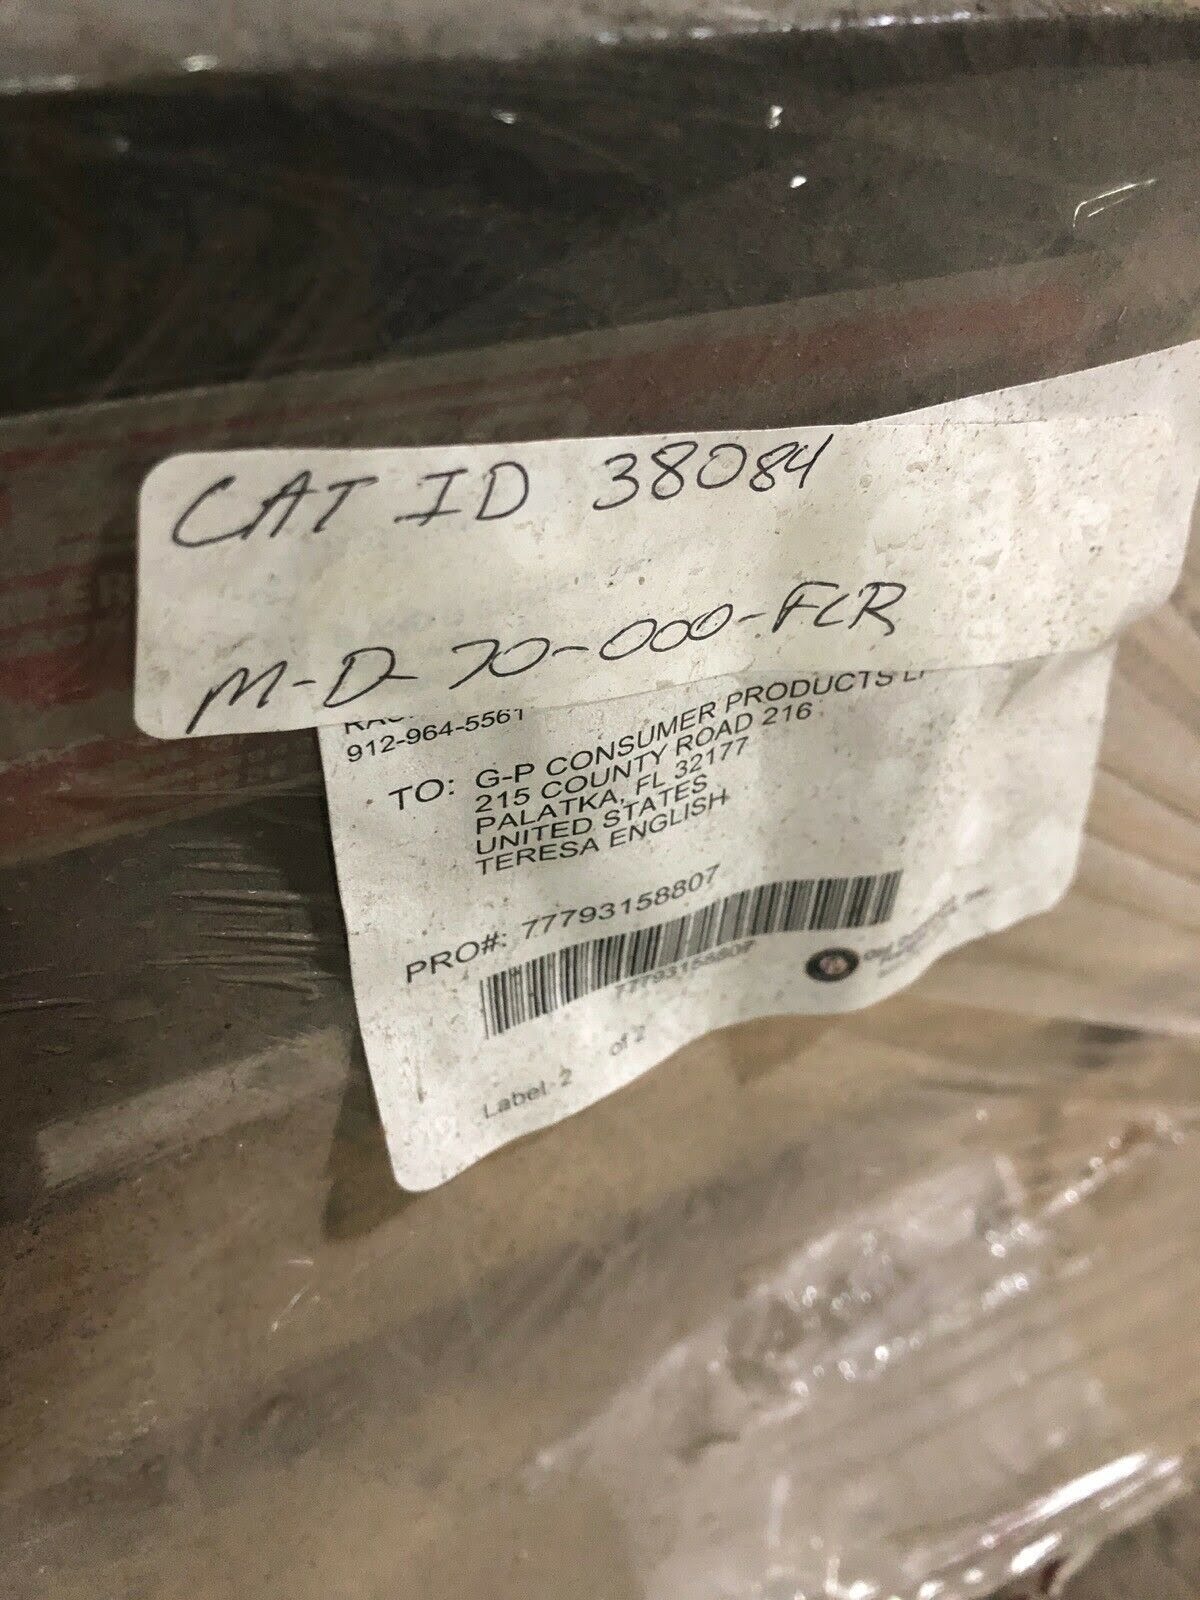 CAT ID 38084
M-D-70-000-FLR
912-964-5561
TO: G-P CONSUMER PRODUCTS
215 COUNTY ROAD 216
PALATKA, FL 32177
UNITED STATES
TERESA ENGLISH
PRO#: 77793158807
77793158807
Label 2 of 2